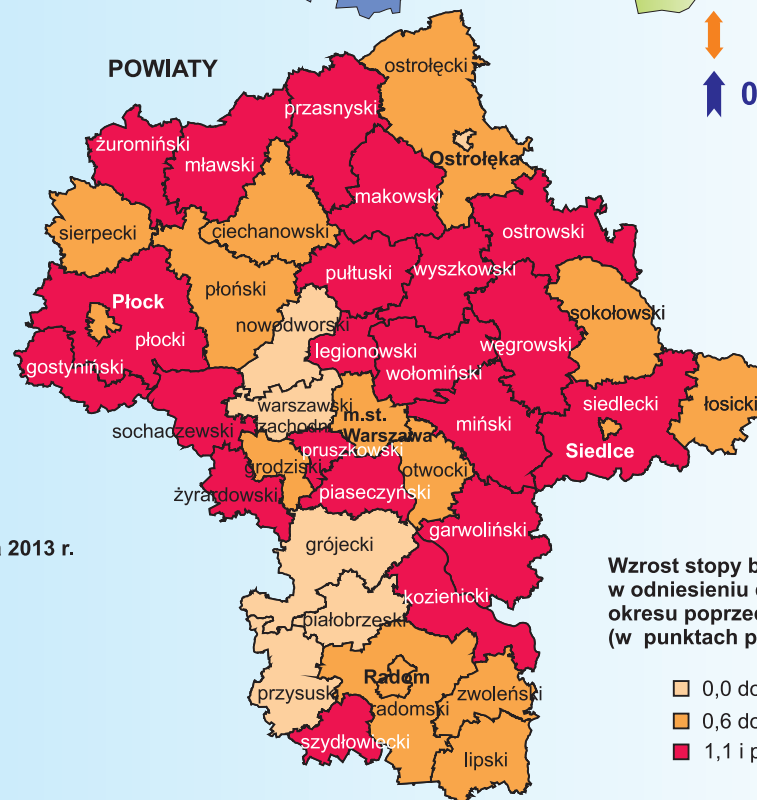 POWIATY
0
ostrołęcki
przasnyski
żuromiński
mławski
Ostrołęka
makowski
sierpecki
ciechanowski
ostrowski
pułtuski
wyszkowski
płoński
Płock
sokołowski
nowodworski
płocki
legionowski
węgrowski
gostyniński
wołomiński
siedlecki
łosicki
warszawski
zachodni
m.st.
Warszawa
miński
sochaczewski
Siedlce
pruszkowski
grodziski
otwocki
żyrardowski
piaseczyński
garwoliński
2013 r.
grójecki
kozienicki
białobrzeski
Radom
przysuski
zwoleński
radomski
szydłowiecki
lipski
Wzrost stopy b
w odniesieniu
okresu poprze
(w punktach p
0,0 do
0,6 do
1,1 i p